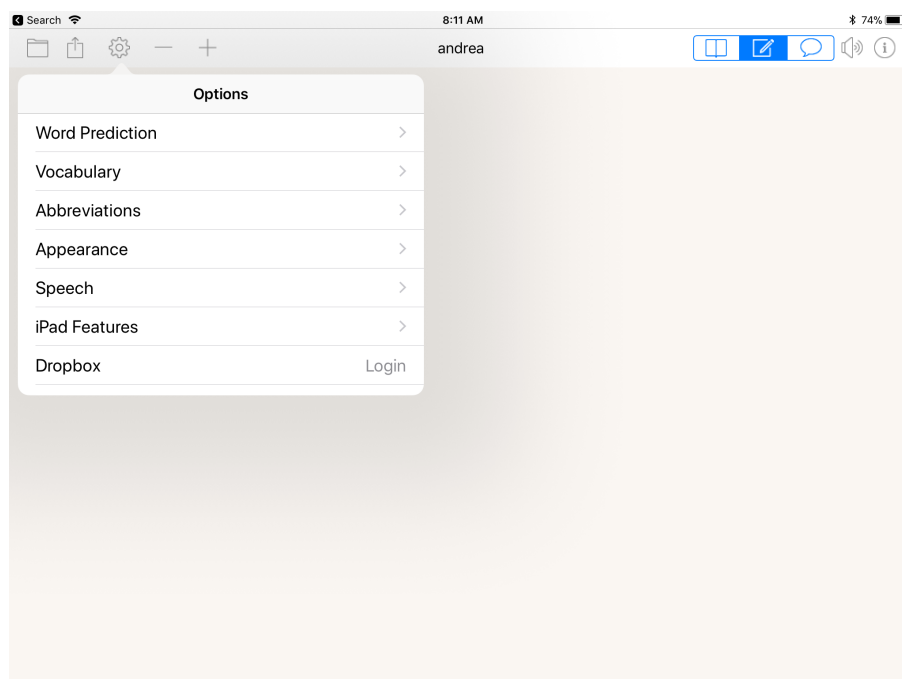 Search 8:11 AM 74%
andrea
Options
Word Prediction
Vocabulary
Abbreviations
Appearance
Speech
iPad Features
Dropbox Login